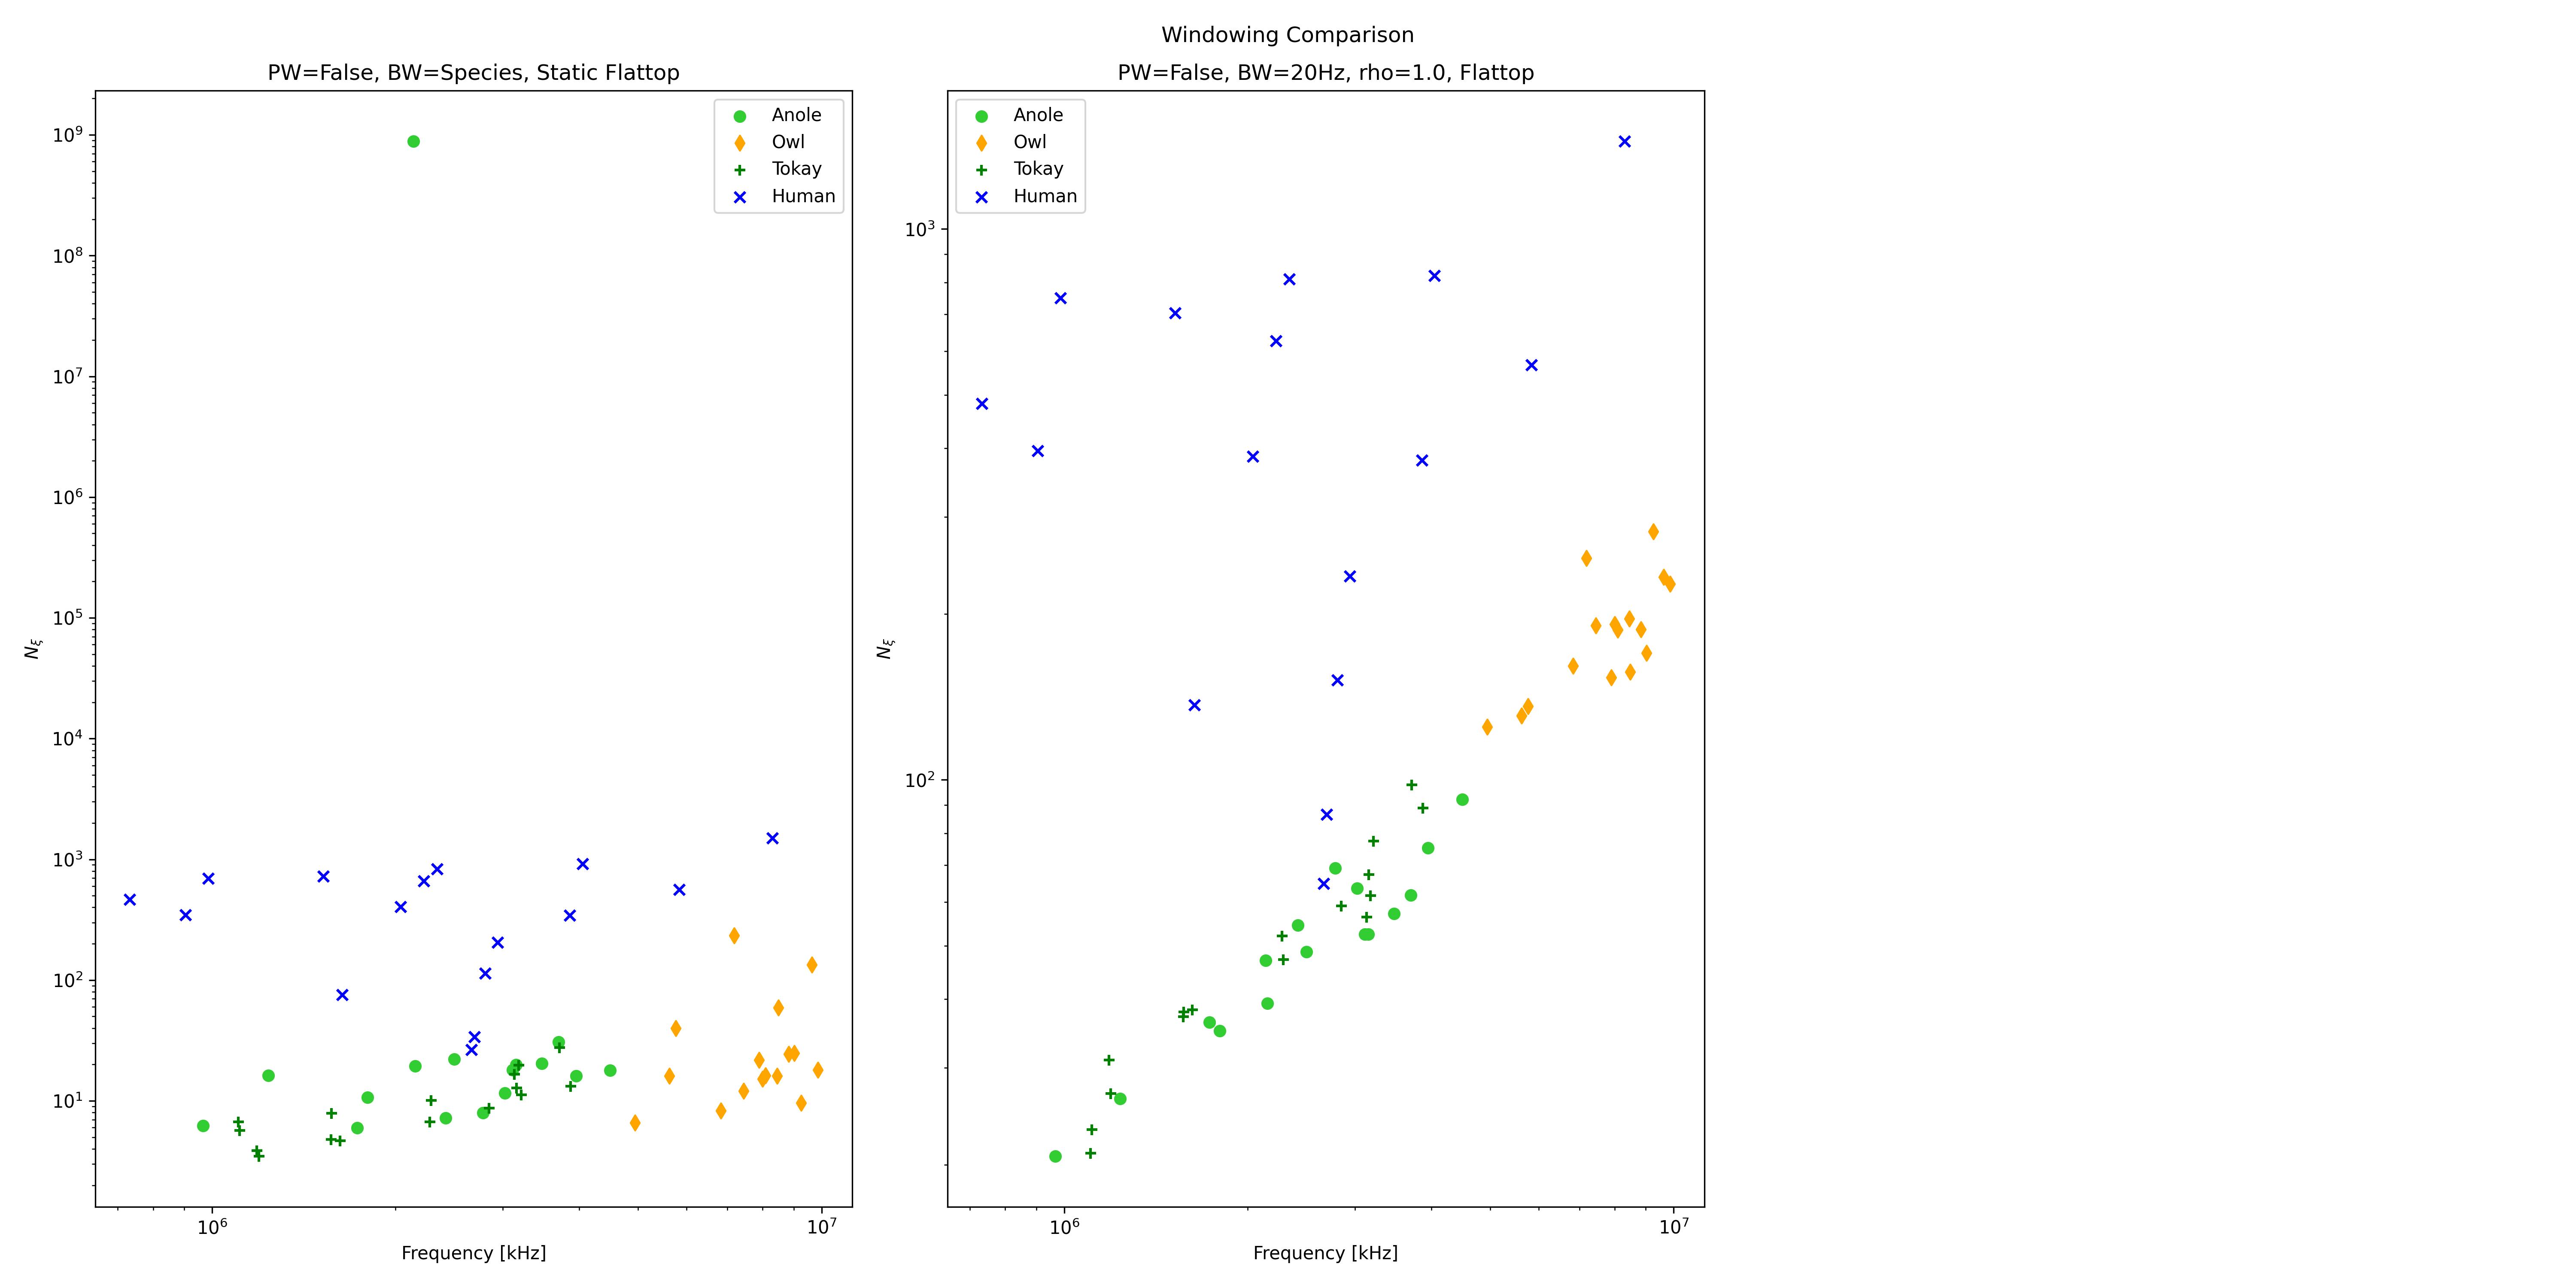 Windowing Comparison
PW=False, BW=Species, Static Flattop
Anole
Owl
Tokay
Human
10⁹
10⁸
10⁷
10⁶
10⁵
10⁴
10³
10²
10¹
N_ξ
10⁶ 10⁷
Frequency [kHz]
PW=False, BW=20Hz, rho=1.0, Flattop
Anole
Owl
Tokay
Human
10³
10²
N_ξ
10⁶ 10⁷
Frequency [kHz]